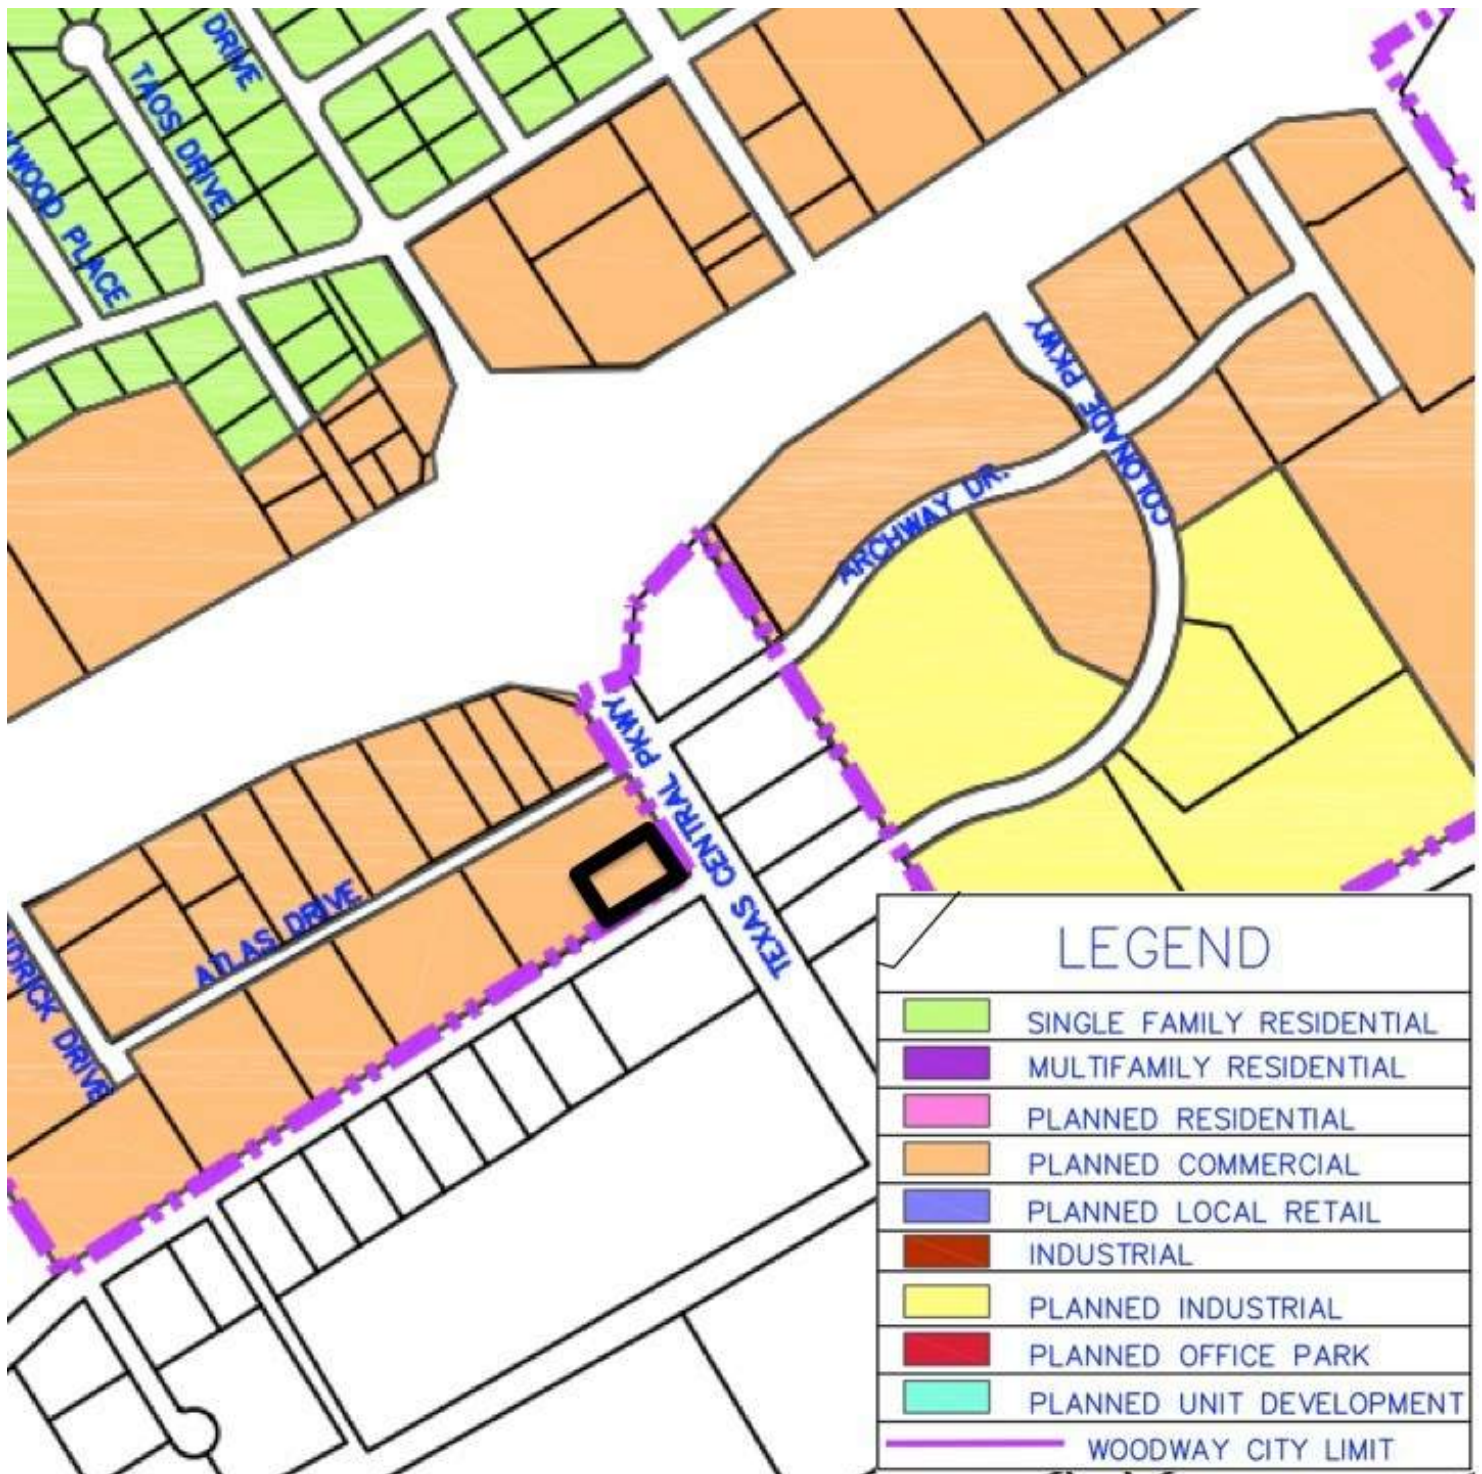 DRIVE
TAOS DRIVE
WOOD PLACE
COLONADE PKWY
ARCHWAY DR.
TEXAS CENTRAL PKWY
ATLAS DRIVE
DRICK DRIVE
LEGEND
SINGLE FAMILY RESIDENTIAL
MULTIFAMILY RESIDENTIAL
PLANNED RESIDENTIAL
PLANNED COMMERCIAL
PLANNED LOCAL RETAIL
INDUSTRIAL
PLANNED INDUSTRIAL
PLANNED OFFICE PARK
PLANNED UNIT DEVELOPMENT
WOODWAY CITY LIMIT